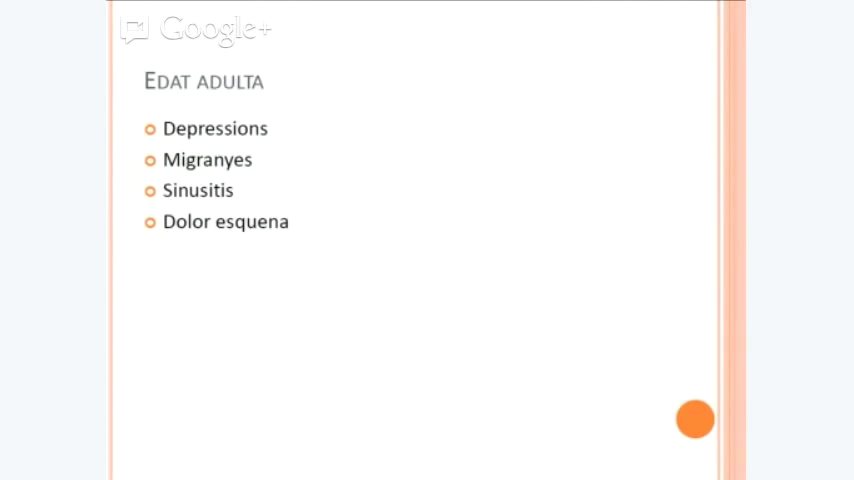 Google+
EDAT ADULTA
Depressions
Migranyes
Sinusitis
Dolor esquena